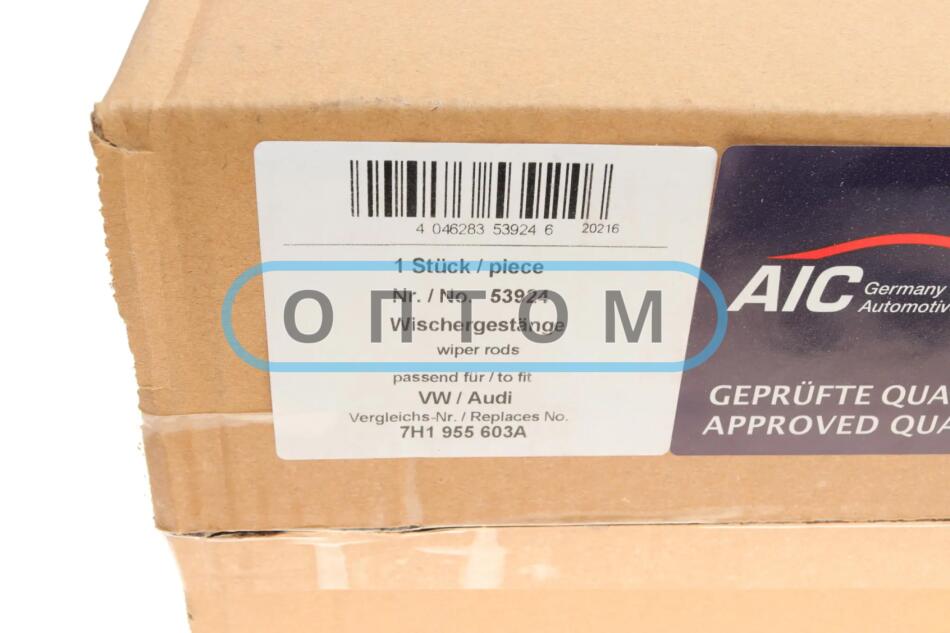 4 046283 53924 6 20216
1 Stück / piece
Nr. / No. 53924
Wischergestänge
wiper rods
passend für / to fit
VW / Audi
Vergleichs-Nr. / Replaces No.
7H1 955 603A
ОПТОМ
AIC Germany
Automotiv
GEPRÜFTE QUA
APPROVED QUA